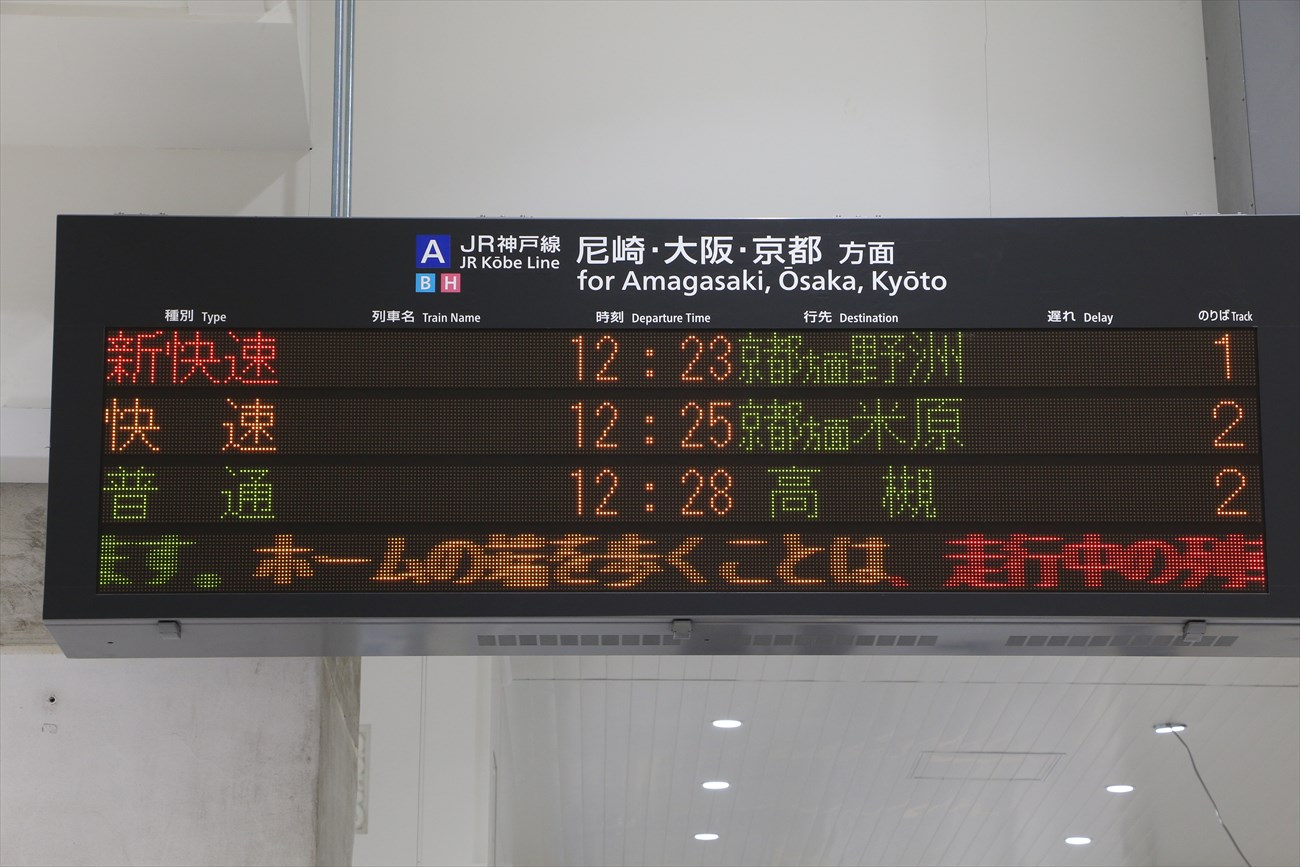 A JR神戸線 尼崎・大阪・京都 方面
B H JR Kōbe Line for Amagasaki, Ōsaka, Kyōto
種別 Type 列車名 Train Name 時刻 Departure Time 行先 Destination 遅れ Delay のりば Track
新快速 12:23 京都方面野洲 1
快 速 12:25 京都方面米原 2
普 通 12:28 高 槻 2
ます。 ホームの端を歩くことは、走行中の列車